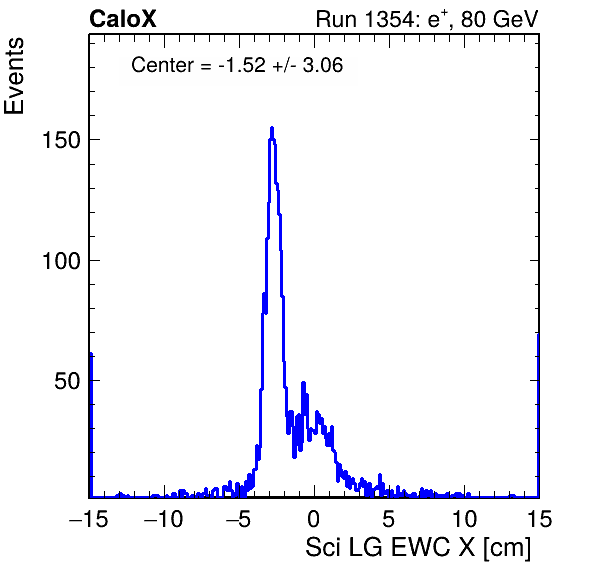 CaloX Run 1354: e⁺, 80 GeV
Center = -1.52 +/- 3.06
Events
150
100
50
−15 −10 −5 0 5 10 15
Sci LG EWC X [cm]